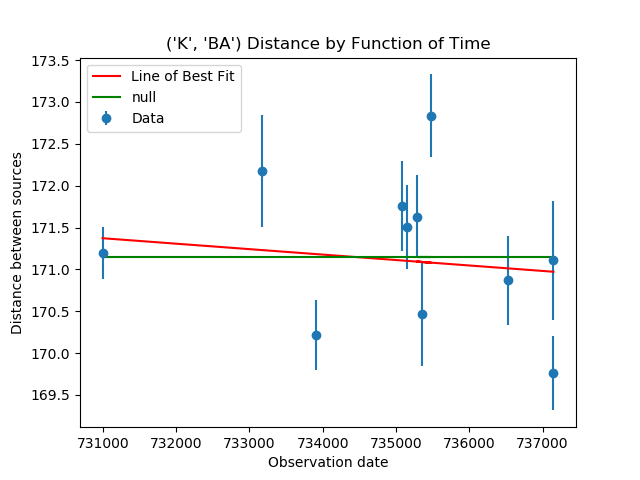 ('K', 'BA') Distance by Function of Time
173.5
173.0
172.5
172.0
171.5
171.0
170.5
170.0
169.5
Distance between sources
Line of Best Fit
null
Data
731000 732000 733000 734000 735000 736000 737000
Observation date